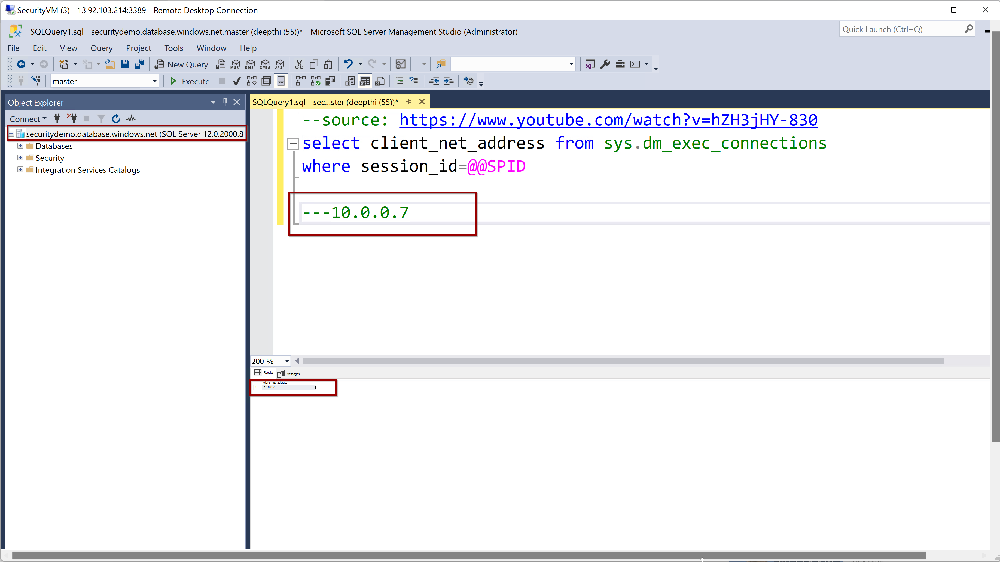 SecurityVM (3) - 13.92.103.214:3389 - Remote Desktop Connection
SQLQuery1.sql - securitydemo.database.windows.net.master (deepthi (55))* - Microsoft SQL Server Management Studio (Administrator)
Quick Launch (Ctrl+Q)
File Edit View Query Project Tools Window Help
New Query MDX DMX XMLA DAX
master Execute
Object Explorer
SQLQuery1.sql - sec...ster (deepthi (55))*
Connect
securitydemo.database.windows.net (SQL Server 12.0.2000.8
Databases
Security
Integration Services Catalogs
--source: https://www.youtube.com/watch?v=hZH3jHY-830
select client_net_address from sys.dm_exec_connections
where session_id=@@SPID
---10.0.0.7
200 %
Results Messages
client_net_address
1 10.0.0.7